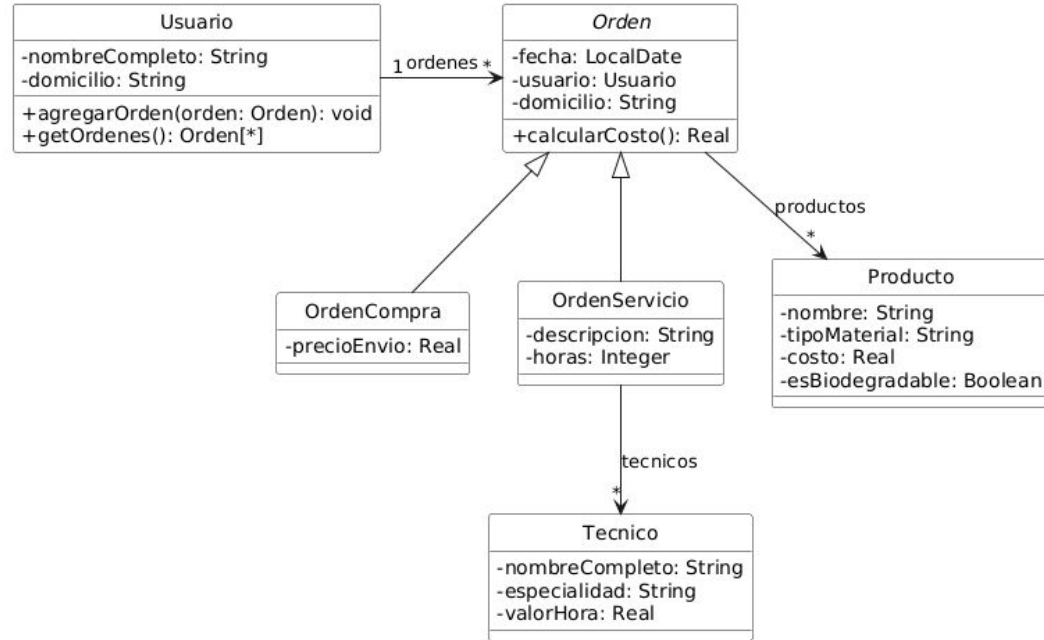 Usuario
-nombreCompleto: String
-domicilio: String
+agregarOrden(orden: Orden): void
+getOrdenes(): Orden[*]
1 ordenes *
Orden
-fecha: LocalDate
-usuario: Usuario
-domicilio: String
+calcularCosto(): Real
productos
*
OrdenCompra
-precioEnvio: Real
OrdenServicio
-descripcion: String
-horas: Integer
Producto
-nombre: String
-tipoMaterial: String
-costo: Real
-esBiodegradable: Boolean
tecnicos
*
Tecnico
-nombreCompleto: String
-especialidad: String
-valorHora: Real